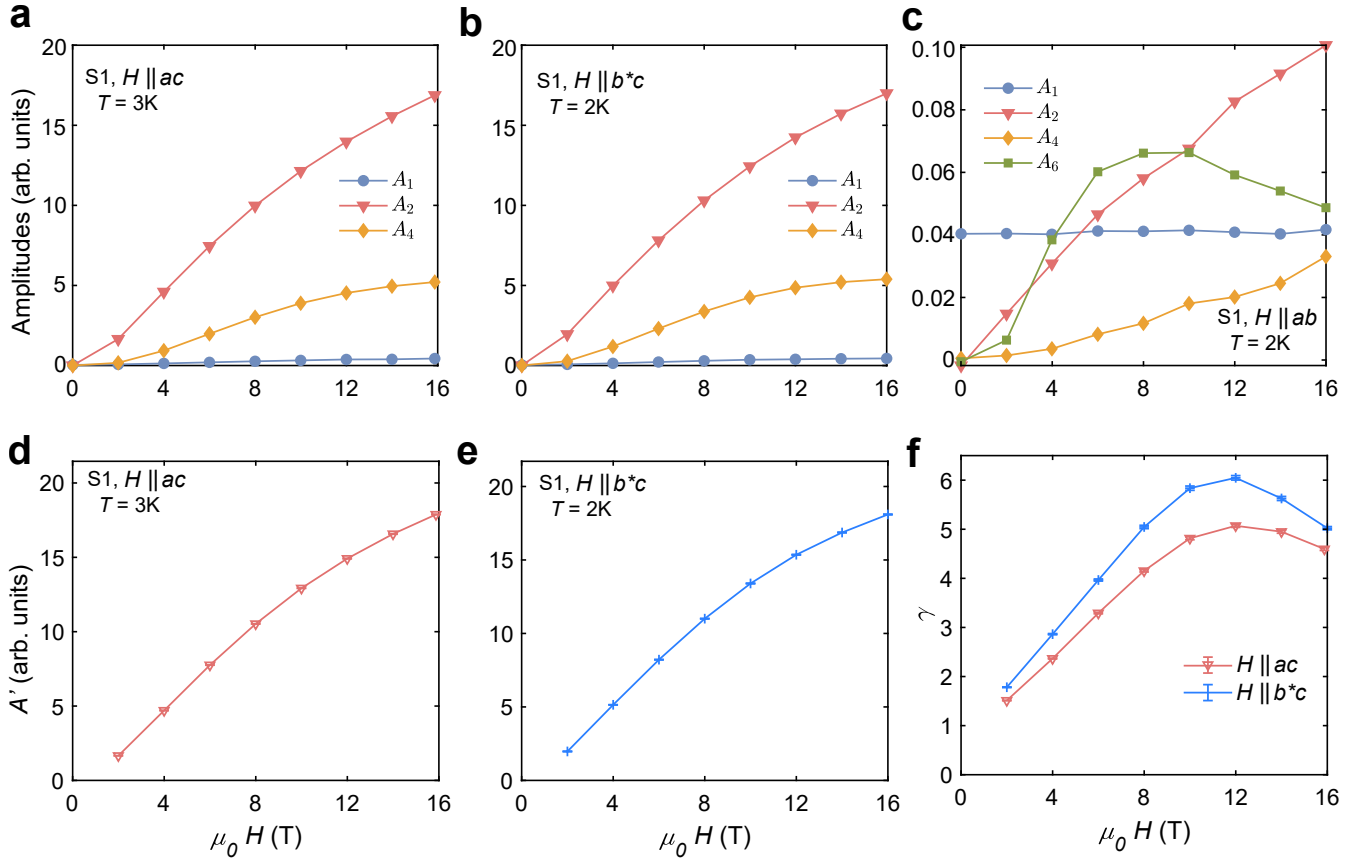 a
20
15
10
5
0
Amplitudes (arb. units)
S1, H || ac
T = 3K
A1
A2
A4
0 4 8 12 16
b
20
15
10
5
0
S1, H || b*c
T = 2K
A1
A2
A4
0 4 8 12 16
c
0.10
0.08
0.06
0.04
0.02
0
A1
A2
A4
A6
S1, H || ab
T = 2K
0 4 8 12 16
d
20
15
10
5
0
A' (arb. units)
S1, H || ac
T = 3K
0 4 8 12 16
μ0 H (T)
e
20
15
10
5
0
S1, H || b*c
T = 2K
0 4 8 12 16
μ0 H (T)
f
6
5
4
3
2
1
0
γ
H || ac
H || b*c
0 4 8 12 16
μ0 H (T)